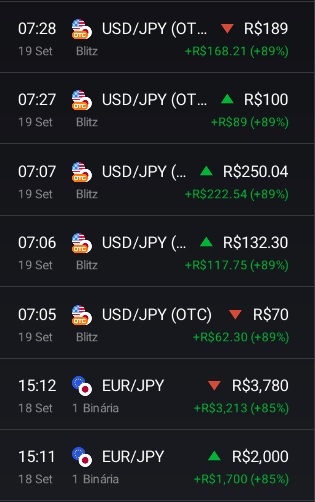 07:28 OTC USD/JPY (OT... R$189
19 Set Blitz +R$168.21 (+89%)
07:27 OTC USD/JPY (OT... R$100
19 Set Blitz +R$89 (+89%)
07:07 OTC USD/JPY (... R$250.04
19 Set Blitz +R$222.54 (+89%)
07:06 OTC USD/JPY (... R$132.30
19 Set Blitz +R$117.75 (+89%)
07:05 OTC USD/JPY (OTC) R$70
19 Set Blitz +R$62.30 (+89%)
15:12 EUR/JPY R$3,780
18 Set 1 Binária +R$3,213 (+85%)
15:11 EUR/JPY R$2,000
18 Set 1 Binária +R$1,700 (+85%)